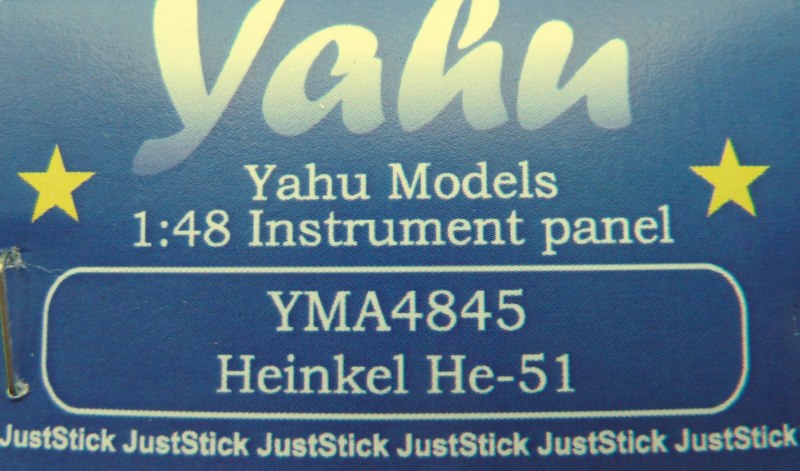 Yahu
Yahu Models
1:48 Instrument panel
YMA4845
Heinkel He-51
JustStick JustStick JustStick JustStick JustStick JustStick